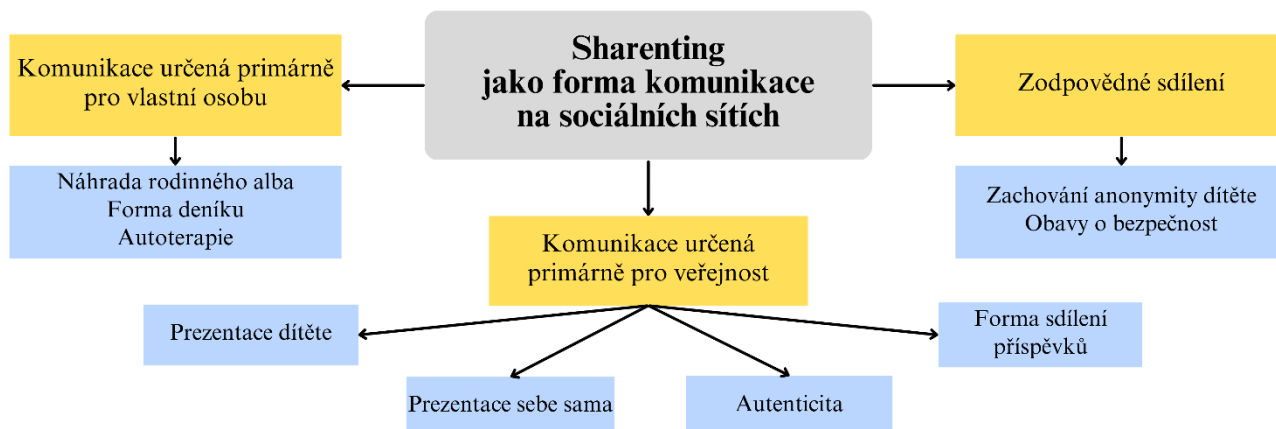 Sharenting
jako forma komunikace
na sociálních sítích
Komunikace určená primárně
pro vlastní osobu
Zodpovědné sdílení
Náhrada rodinného alba
Forma deníku
Autoterapie
Zachování anonymity dítěte
Obavy o bezpečnost
Komunikace určená
primárně pro veřejnost
Prezentace dítěte
Forma sdílení
příspěvků
Prezentace sebe sama
Autenticita